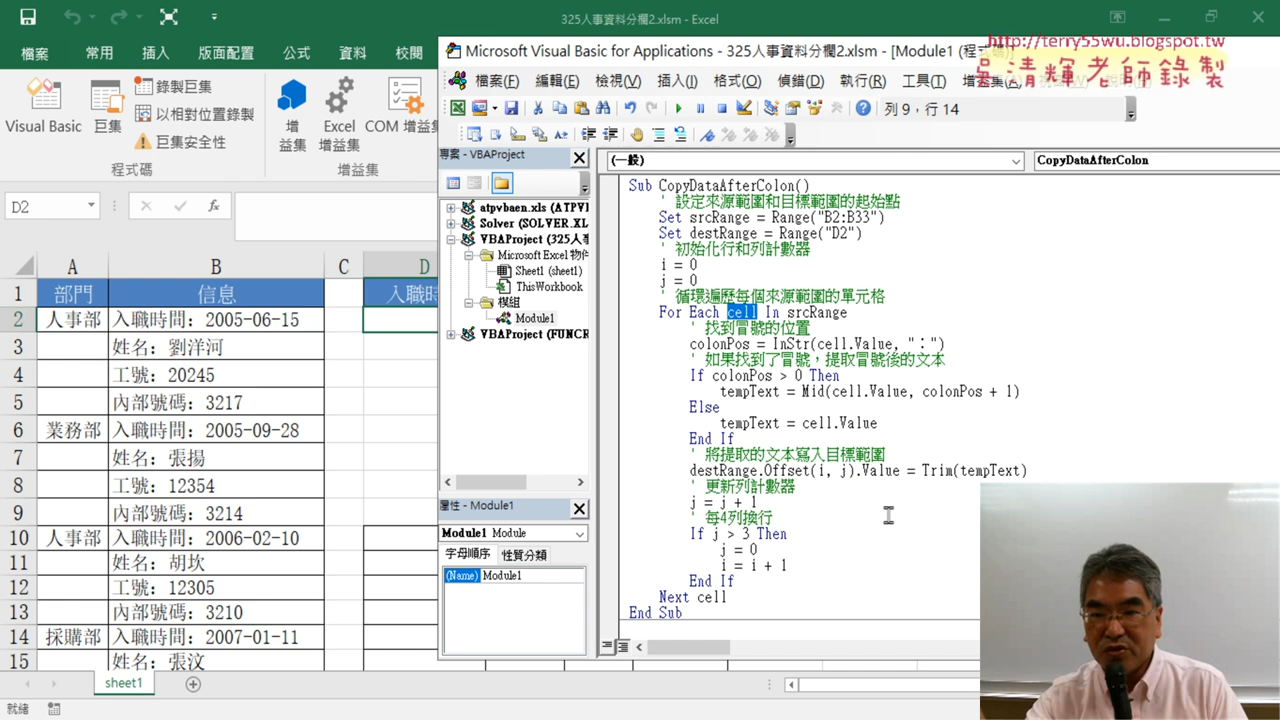 325人事資料分欄2.xlsm - Excel
檔案 常用 插入 版面配置 公式 資料 校閱
Visual Basic
巨集
錄製巨集
以相對位置錄製
巨集安全性
程式碼
增
益集
Excel
增益集
COM 增益集
增益集
D2
A B C D
1 部門 信息 入職時
2 人事部 入職時間：2005-06-15
3 姓名：劉洋河
4 工號：20245
5 內部號碼：3217
6 業務部 入職時間：2005-09-28
7 姓名：張揚
8 工號：12354
9 內部號碼：3214
10 人事部 入職時間：2006-02-10
11 姓名：胡坎
12 工號：12305
13 內部號碼：3210
14 採購部 入職時間：2007-01-11
15 姓名：張汶
sheet1
就緒
Microsoft Visual Basic for Applications - 325人事資料分欄2.xlsm - [Module1 (程式碼)]
http://terry55wu.blogspot.tw
吳清輝老師錄製
檔案(F) 編輯(E) 檢視(V) 插入(I) 格式(O) 偵錯(D) 執行(R) 工具(T)
列 9，行 14
專案 - VBAProject
atpvbaen.xls (ATPVI
Solver (SOLVER.XL
VBAProject (325人事
Microsoft Excel 物件
Sheet1 (sheet1)
ThisWorkbook
模組
Module1
VBAProject (FUNCR
屬性 - Module1
Module1 Module
字母順序 性質分類
(Name) Module1
(一般) CopyDataAfterColon
Sub CopyDataAfterColon()
' 設定來源範圍和目標範圍的起始點
Set srcRange = Range("B2:B33")
Set destRange = Range("D2")
' 初始化行和列計數器
i = 0
j = 0
' 循環遍歷每個來源範圍的單元格
For Each cell In srcRange
' 找到冒號的位置
colonPos = InStr(cell.Value, "：")
' 如果找到了冒號，提取冒號後的文本
If colonPos > 0 Then
tempText = Mid(cell.Value, colonPos + 1)
Else
tempText = cell.Value
End If
' 將提取的文本寫入目標範圍
destRange.Offset(i, j).Value = Trim(tempText)
' 更新列計數器
j = j + 1
' 每4列換行
If j > 3 Then
j = 0
i = i + 1
End If
Next cell
End Sub